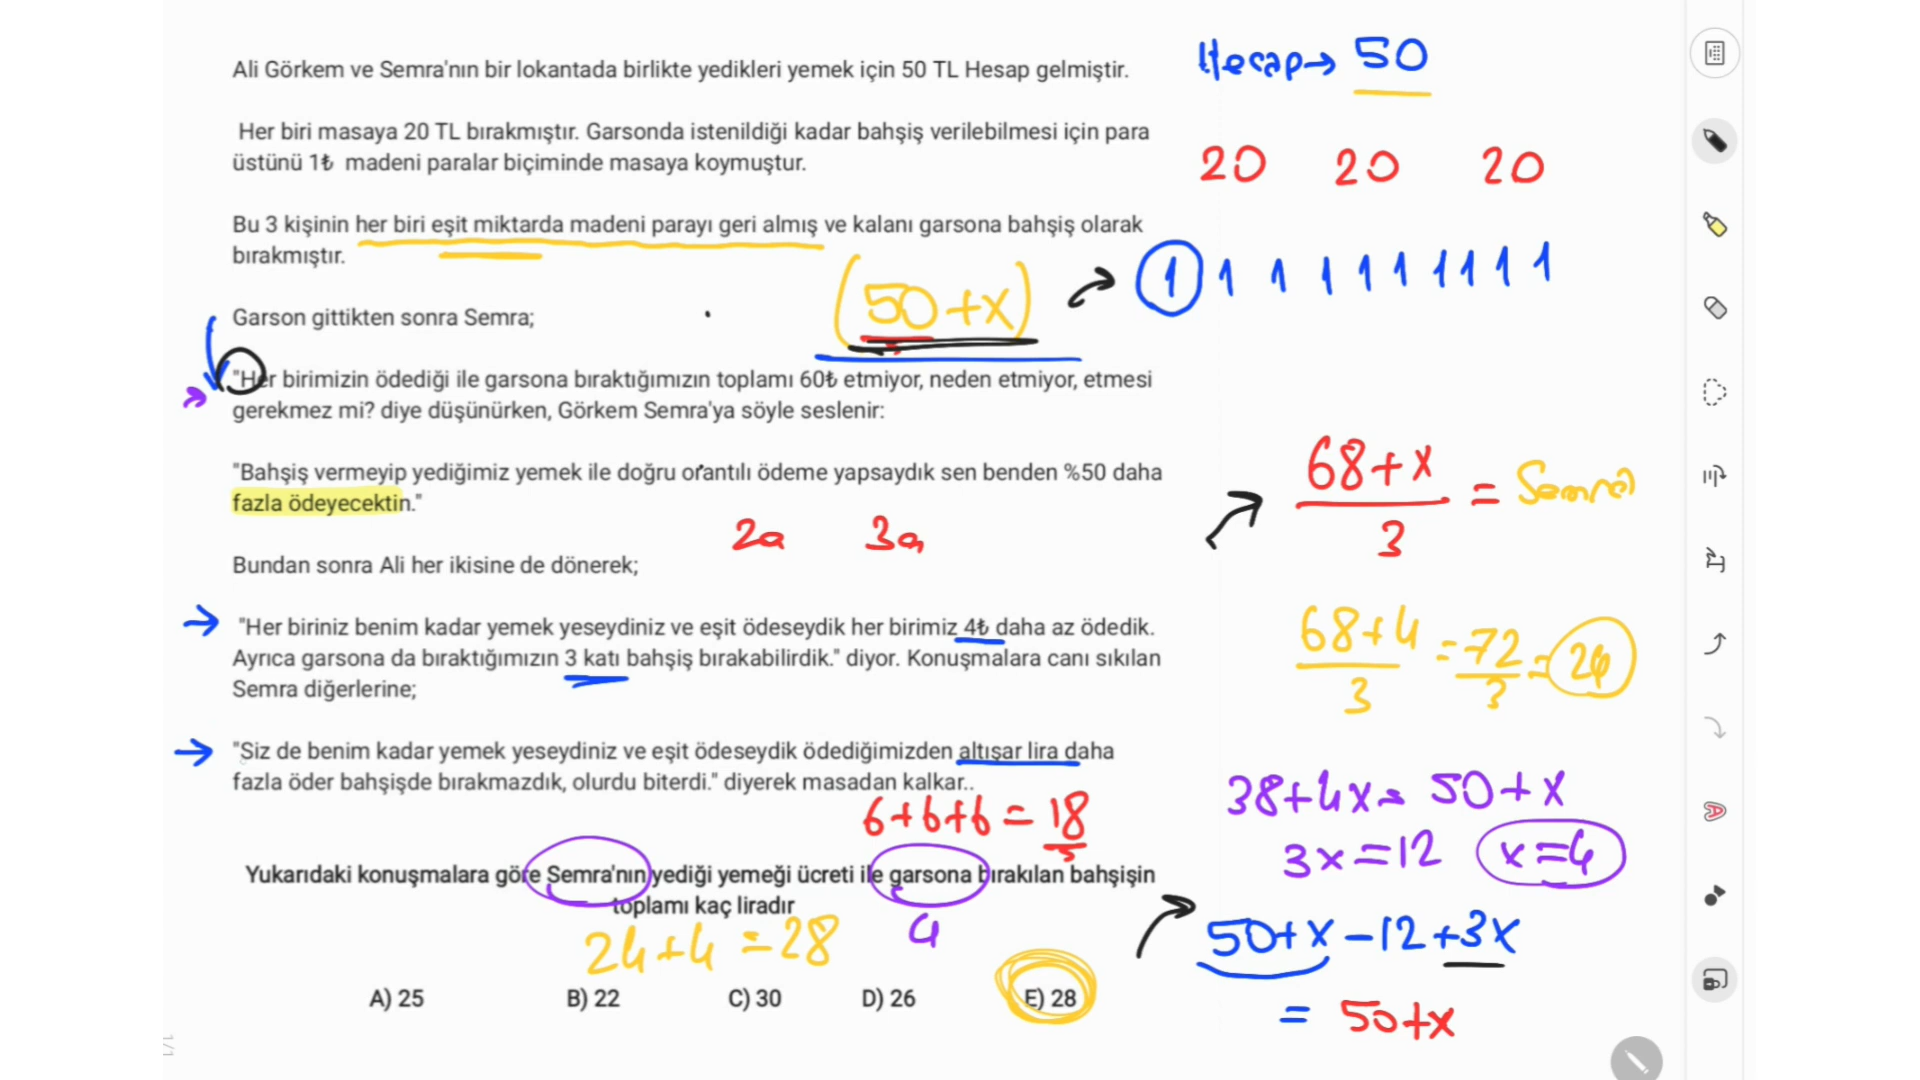 Ali Görkem ve Semra'nın bir lokantada birlikte yedikleri yemek için 50 TL Hesap gelmiştir.
Hesap→ 50
Her biri masaya 20 TL bırakmıştır. Garsonda istenildiği kadar bahşiş verilebilmesi için para
üstünü 1₺ madeni paralar biçiminde masaya koymuştur.
20 20 20
Bu 3 kişinin her biri eşit miktarda madeni parayı geri almış ve kalanı garsona bahşiş olarak
bırakmıştır.
1 1 1 1 1 1 1 1 1 1
(50+x)
Garson gittikten sonra Semra;
"Her birimizin ödediği ile garsona bıraktığımızın toplamı 60₺ etmiyor, neden etmiyor, etmesi
gerekmez mi? diye düşünürken, Görkem Semra'ya söyle seslenir:
"Bahşiş vermeyip yediğimiz yemek ile doğru orantılı ödeme yapsaydık sen benden %50 daha
fazla ödeyecektin."
68+x
= Semra
3
2a 3a
Bundan sonra Ali her ikisine de dönerek;
"Her biriniz benim kadar yemek yeseydiniz ve eşit ödeseydik her birimiz 4₺ daha az ödedik.
Ayrıca garsona da bıraktığımızın 3 katı bahşiş bırakabilirdik." diyor. Konuşmalara canı sıkılan
Semra diğerlerine;
68+4 = 72 = 24
3 3
"Siz de benim kadar yemek yeseydiniz ve eşit ödeseydik ödediğimizden altışar lira daha
fazla öder bahşişde bırakmazdık, olurdu biterdi." diyerek masadan kalkar..
38+4x= 50+x
6+6+6 = 18
3x=12 x=4
Yukarıdaki konuşmalara göre Semra'nın yediği yemeği ücreti ile garsona bırakılan bahşişin
toplamı kaç liradır
4
24+4 =28
50+x -12 +3x
A) 25 B) 22 C) 30 D) 26 E) 28
= 50+x
1/1